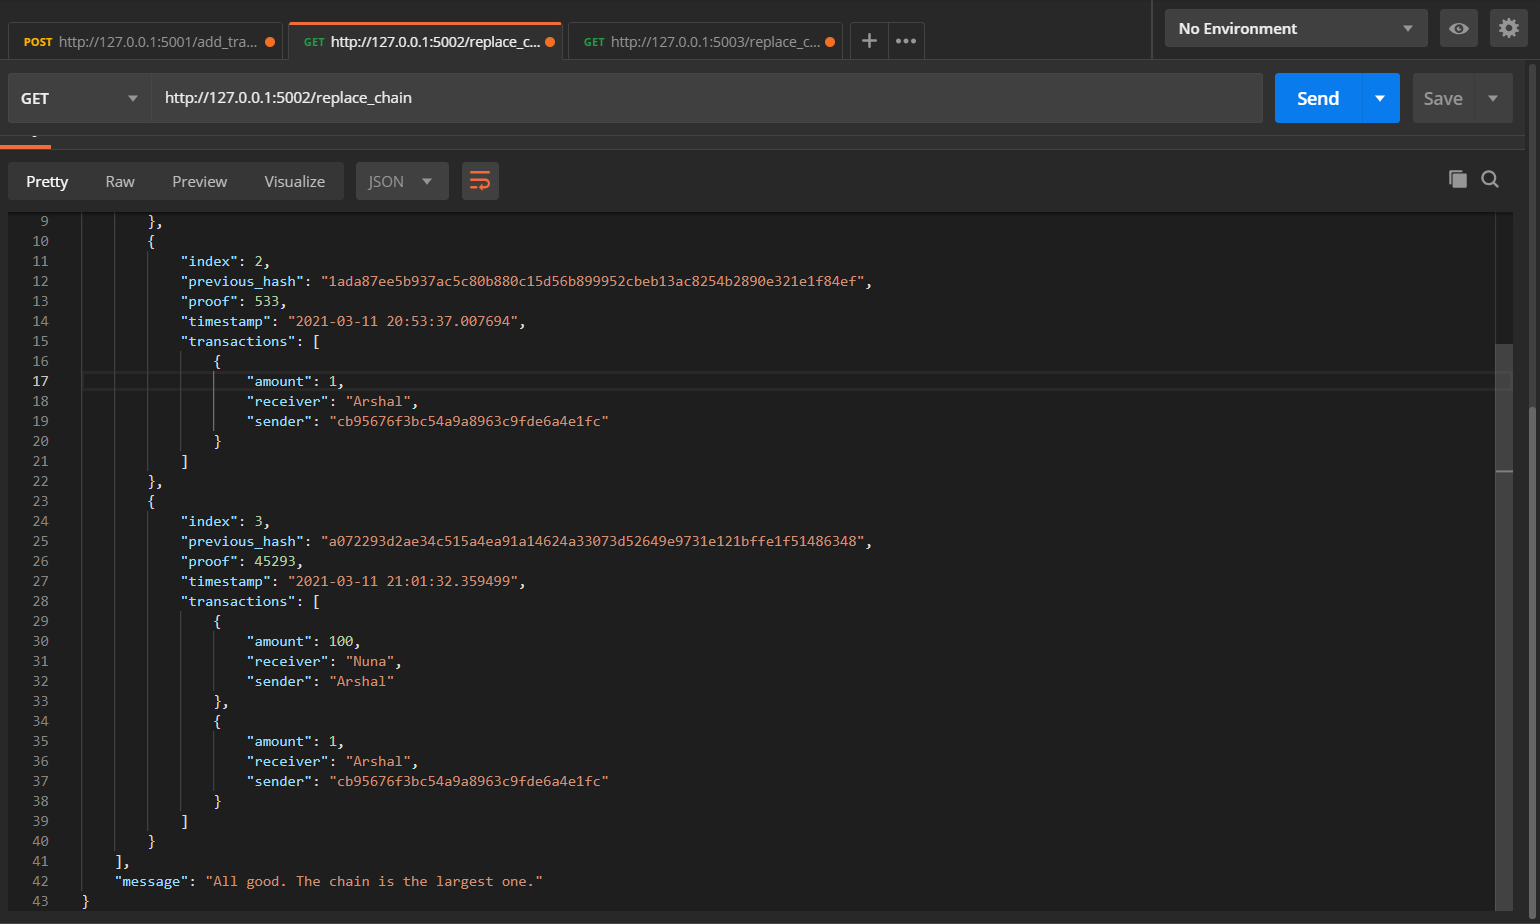 POST http://127.0.0.1:5001/add_tra...
GET http://127.0.0.1:5002/replace_c...
GET http://127.0.0.1:5003/replace_c...
No Environment
GET http://127.0.0.1:5002/replace_chain Send Save
Pretty Raw Preview Visualize JSON
9 },
10 {
11 "index": 2,
12 "previous_hash": "1ada87ee5b937ac5c80b880c15d56b899952cbeb13ac8254b2890e321e1f84ef",
13 "proof": 533,
14 "timestamp": "2021-03-11 20:53:37.007694",
15 "transactions": [
16 {
17 "amount": 1,
18 "receiver": "Arshal",
19 "sender": "cb95676f3bc54a9a8963c9fde6a4e1fc"
20 }
21 ]
22 },
23 {
24 "index": 3,
25 "previous_hash": "a072293d2ae34c515a4ea91a14624a33073d52649e9731e121bffe1f51486348",
26 "proof": 45293,
27 "timestamp": "2021-03-11 21:01:32.359499",
28 "transactions": [
29 {
30 "amount": 100,
31 "receiver": "Nuna",
32 "sender": "Arshal"
33 },
34 {
35 "amount": 1,
36 "receiver": "Arshal",
37 "sender": "cb95676f3bc54a9a8963c9fde6a4e1fc"
38 }
39 ]
40 }
41 ],
42 "message": "All good. The chain is the largest one."
43 }